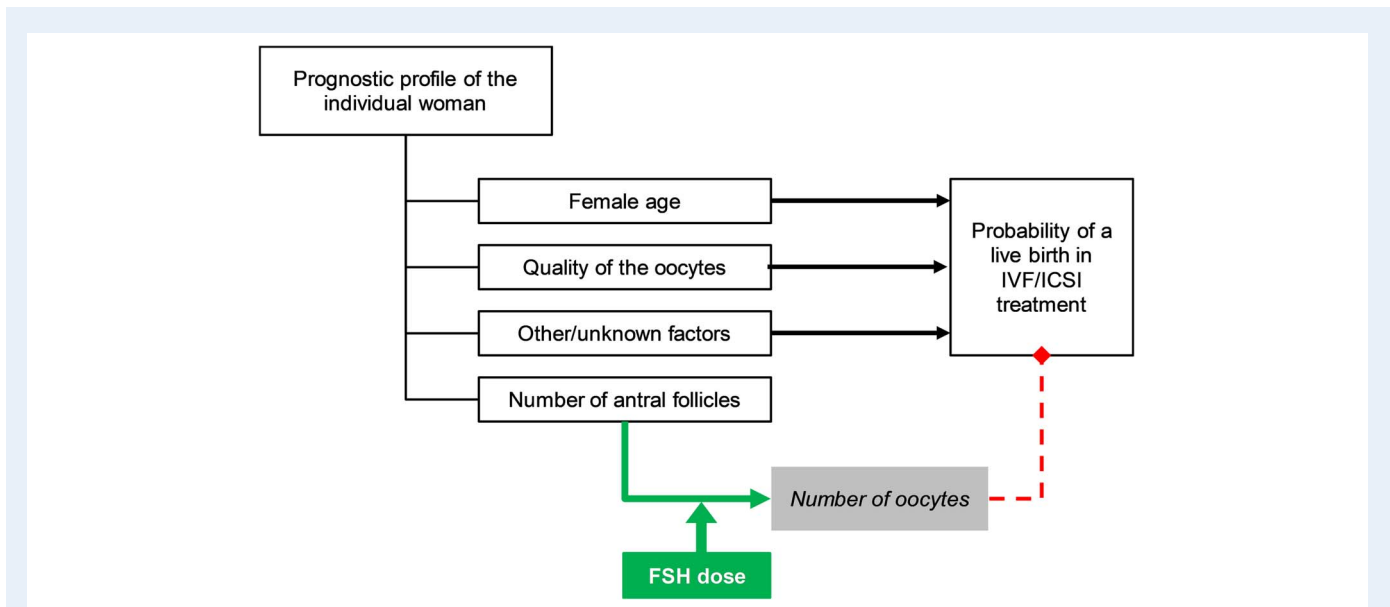 Prognostic profile of the
individual woman
Female age
Quality of the oocytes
Other/unknown factors
Number of antral follicles
Probability of a
live birth in
IVF/ICSI
treatment
Number of oocytes
FSH dose